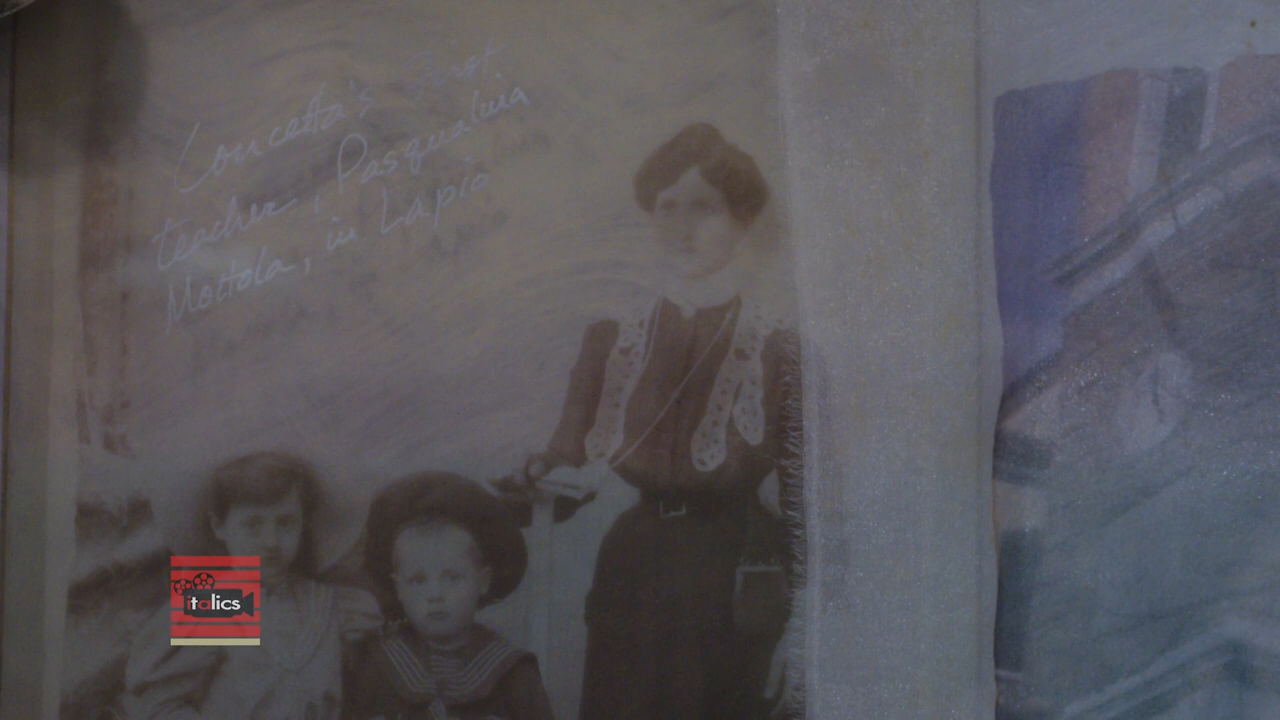 Concetta's first
teacher, Pasqualina
Mottola, in Lapio
italics